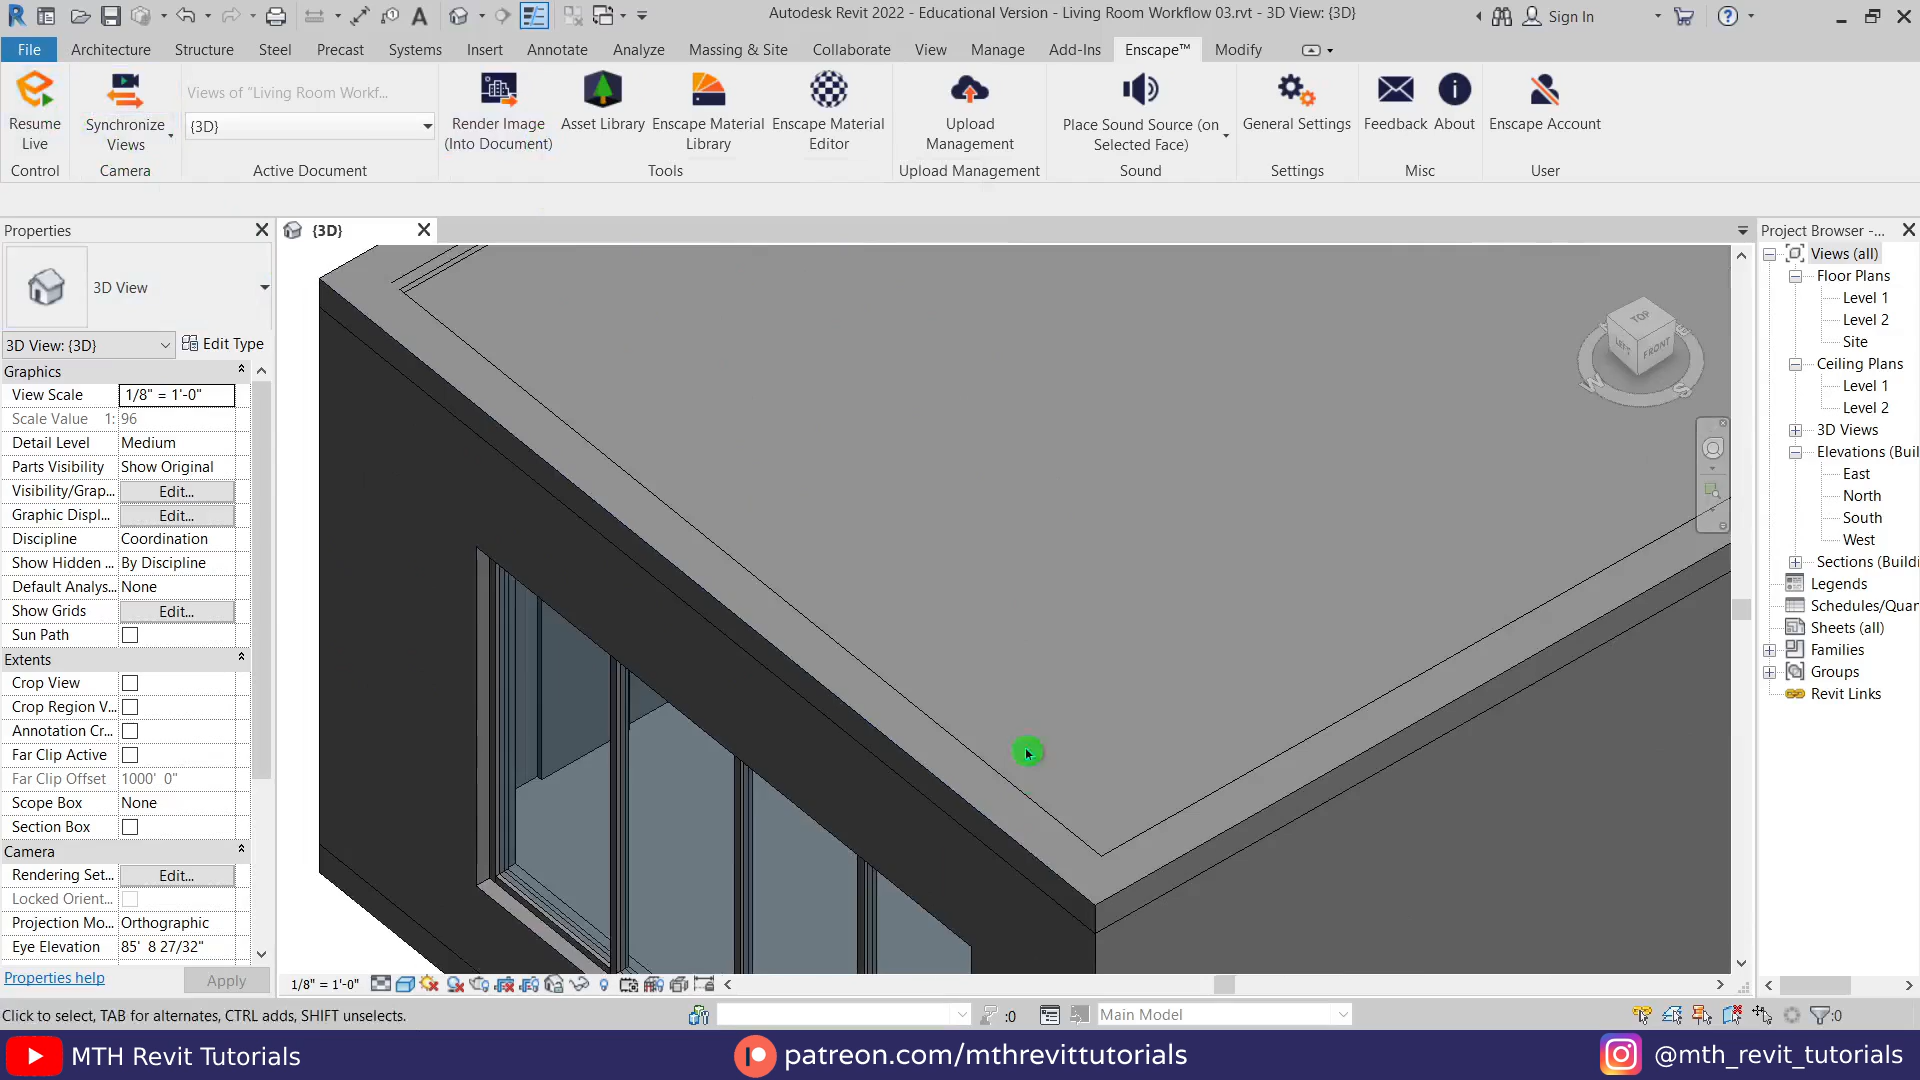 Autodesk Revit 2022 - Educational Version - Living Room Workflow 03.rvt - 3D View: {3D}
Sign In
File Architecture Structure Steel Precast Systems Insert Annotate Analyze Massing & Site Collaborate View Manage Add-Ins Enscape™ Modify
Resume Live
Synchronize Views
Views of "Living Room Workf...
{3D}
Render Image (Into Document)
Asset Library
Enscape Material Library
Enscape Material Editor
Upload Management
Place Sound Source (on Selected Face)
General Settings
Feedback
About
Enscape Account
Control Camera Active Document Tools Upload Management Sound Settings Misc User
Properties
3D View
3D View: {3D}
Edit Type
Graphics
View Scale 1/8" = 1'-0"
Scale Value 1: 96
Detail Level Medium
Parts Visibility Show Original
Visibility/Grap... Edit...
Graphic Displ... Edit...
Discipline Coordination
Show Hidden ... By Discipline
Default Analys... None
Show Grids Edit...
Sun Path
Extents
Crop View
Crop Region V...
Annotation Cr...
Far Clip Active
Far Clip Offset 1000' 0"
Scope Box None
Section Box
Camera
Rendering Set... Edit...
Locked Orient...
Projection Mo... Orthographic
Eye Elevation 85' 8 27/32"
Properties help
Apply
{3D}
TOP
LEFT
FRONT
W
S
1/8" = 1'-0"
Project Browser -...
Views (all)
Floor Plans
Level 1
Level 2
Site
Ceiling Plans
Level 1
Level 2
3D Views
Elevations (Buil
East
North
South
West
Sections (Buildi
Legends
Schedules/Quar
Sheets (all)
Families
Groups
Revit Links
Click to select, TAB for alternates, CTRL adds, SHIFT unselects.
:0
Main Model
:0
MTH Revit Tutorials
patreon.com/mthrevittutorials
@mth_revit_tutorials